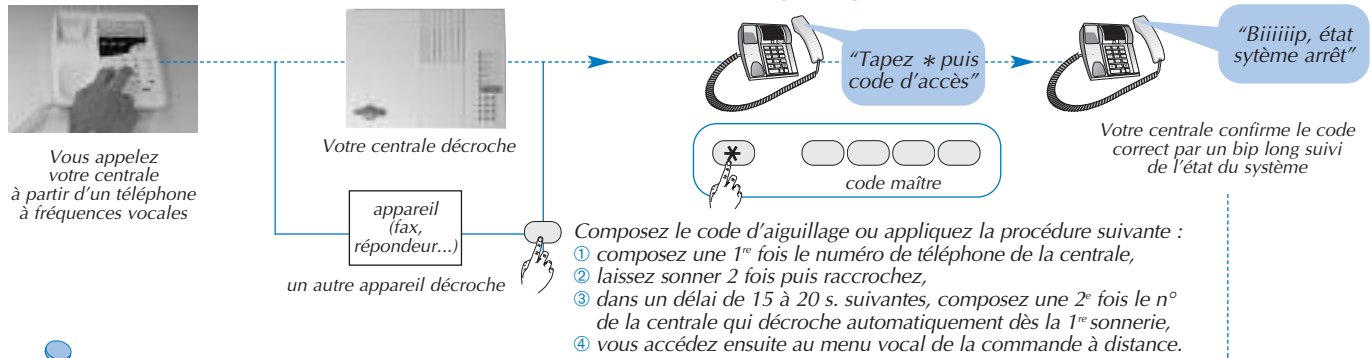 “Tapez * puis
code d’accès”
“Biiiiiip, état
sytème arrêt”
Vous appelez
votre centrale
à partir d’un téléphone
à fréquences vocales
Votre centrale décroche
*
code maître
Votre centrale confirme le code
correct par un bip long suivi
de l’état du système
appareil
(fax,
répondeur...)
un autre appareil décroche
Composez le code d’aiguillage ou appliquez la procédure suivante :
① composez une 1re fois le numéro de téléphone de la centrale,
② laissez sonner 2 fois puis raccrochez,
③ dans un délai de 15 à 20 s. suivantes, composez une 2e fois le n°
de la centrale qui décroche automatiquement dès la 1re sonnerie,
④ vous accédez ensuite au menu vocal de la commande à distance.